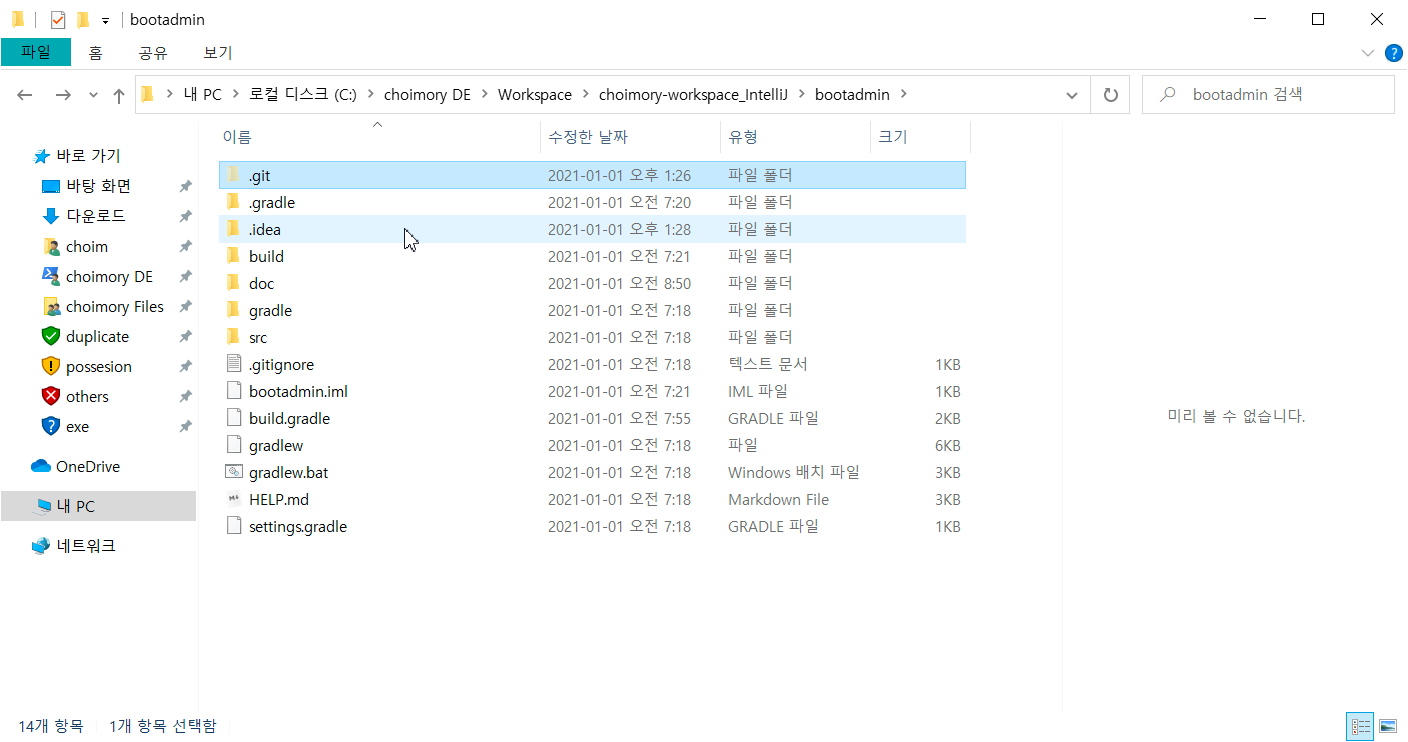 bootadmin
파일 홈 공유 보기
내 PC 로컬 디스크 (C:) choimory DE Workspace choimory-workspace_IntelliJ bootadmin bootadmin 검색
바로 가기
바탕 화면
다운로드
choim
choimory DE
choimory Files
duplicate
possesion
others
exe
OneDrive
내 PC
네트워크
이름 수정한 날짜 유형 크기
.git 2021-01-01 오후 1:26 파일 폴더
.gradle 2021-01-01 오전 7:20 파일 폴더
.idea 2021-01-01 오후 1:28 파일 폴더
build 2021-01-01 오전 7:21 파일 폴더
doc 2021-01-01 오전 8:50 파일 폴더
gradle 2021-01-01 오전 7:18 파일 폴더
src 2021-01-01 오전 7:18 파일 폴더
.gitignore 2021-01-01 오전 7:18 텍스트 문서 1KB
bootadmin.iml 2021-01-01 오전 7:21 IML 파일 1KB
build.gradle 2021-01-01 오전 7:55 GRADLE 파일 2KB
gradlew 2021-01-01 오전 7:18 파일 6KB
gradlew.bat 2021-01-01 오전 7:18 Windows 배치 파일 3KB
HELP.md 2021-01-01 오전 7:18 Markdown File 3KB
settings.gradle 2021-01-01 오전 7:18 GRADLE 파일 1KB
미리 볼 수 없습니다.
14개 항목 1개 항목 선택함